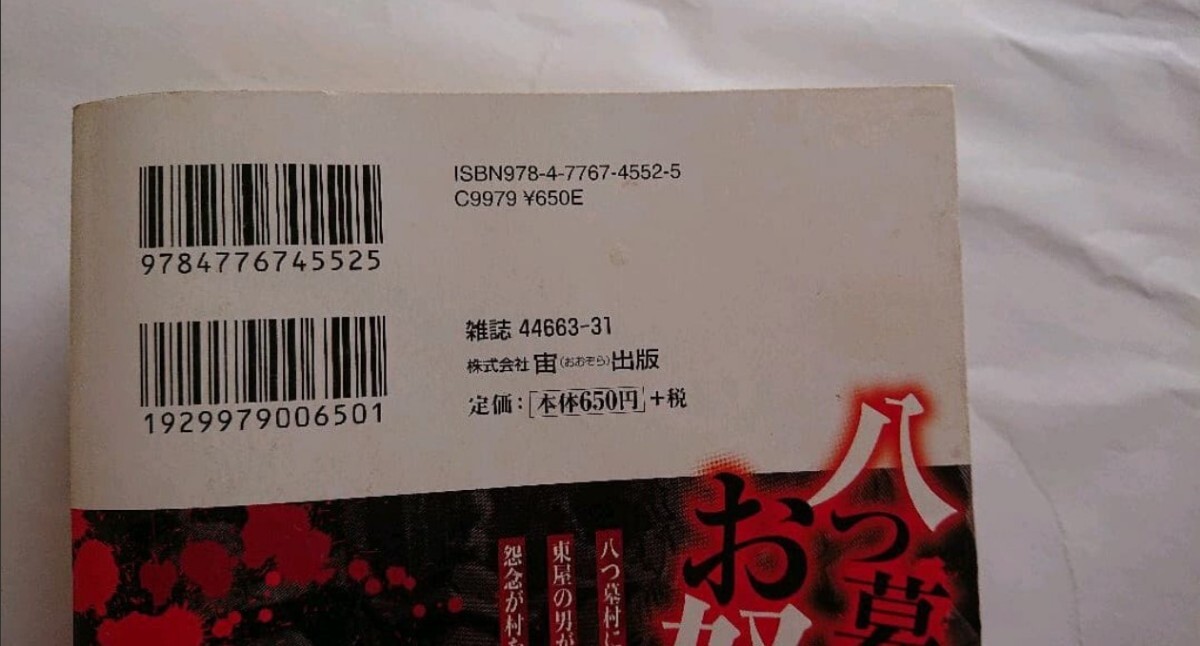 ISBN978-4-7767-4552-5
C9979 ¥650E
9784776745525
雑誌 44663-31
株式会社 宙(おおぞら)出版
定価:本体650円+税
1929979006501
八つ墓
お
八つ墓村に
東屋の男が
怨念が村を